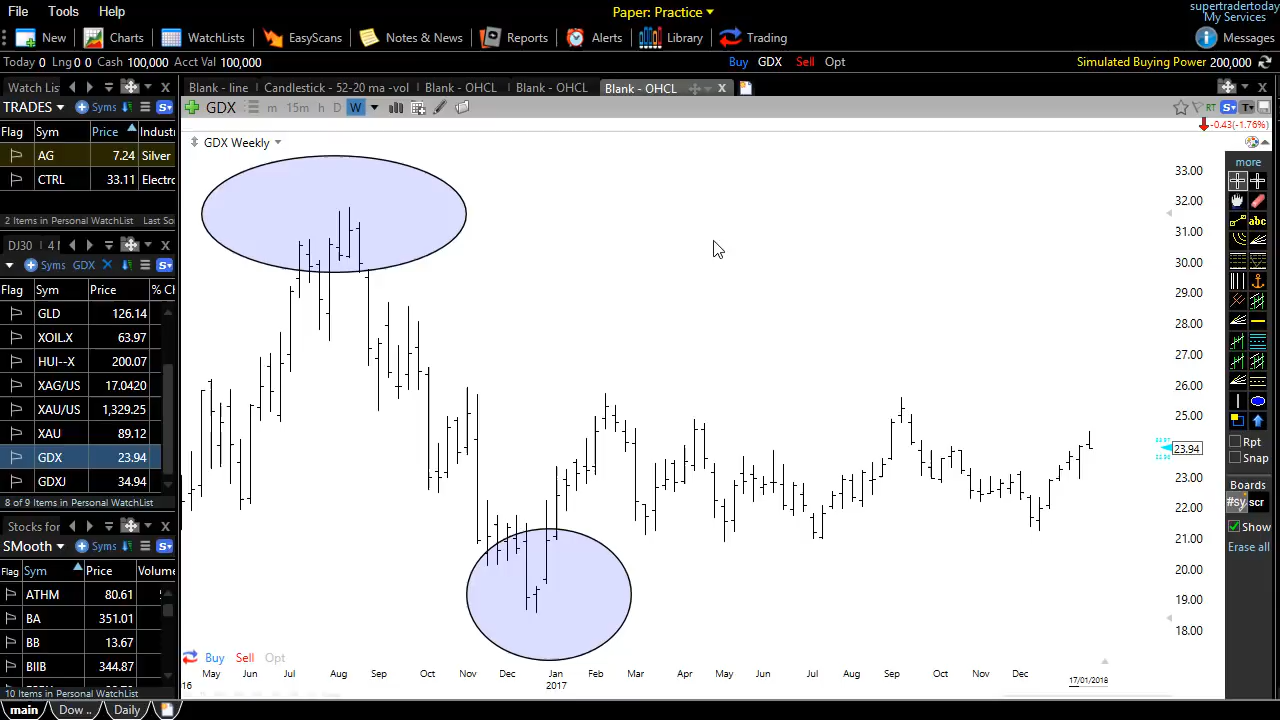 File Tools Help
Paper: Practice
supertradertoday
My Services
New Charts WatchLists EasyScans Notes & News Reports Alerts Library Trading
Messages
Today 0 Lng 0 0 Cash 100,000 Acct Val 100,000
Buy GDX Sell Opt
Simulated Buying Power 200,000
Watch Lis
Blank - line Candlestick - 52-20 ma -vol Blank - OHCL Blank - OHCL Blank - OHCL
TRADES Syms
GDX m 15m h D W
RT
Flag Sym Price Industri
-0.43(-1.76%)
AG 7.24 Silver
CTRL 33.11 Electro
GDX Weekly
2 Items in Personal WatchList Last So
DJ30 4 N
Syms GDX
Flag Sym Price % Ch
GLD 126.14
XOIL.X 63.97
HUI--X 200.07
XAG/US 17.0420
XAU/US 1,329.25
XAU 89.12
GDX 23.94
GDXJ 34.94
8 of 9 Items in Personal WatchList
Stocks for
SMooth Syms
Flag Sym Price Volume
ATHM 80.61
BA 351.01
BB 13.67
BIIB 344.87
10 Items in Personal WatchList
main Dow .. Daily
33.00
32.00
31.00
30.00
29.00
28.00
27.00
26.00
25.00
23.94
23.00
22.00
21.00
20.00
19.00
18.00
more
abc
Rpt
Snap
Boards
#sy scr
Show
Erase all
Buy Sell Opt
May Jun Jul Aug Sep Oct Nov Dec Jan Feb Mar Apr May Jun Jul Aug Sep Oct Nov Dec
16 2017 17/01/2018